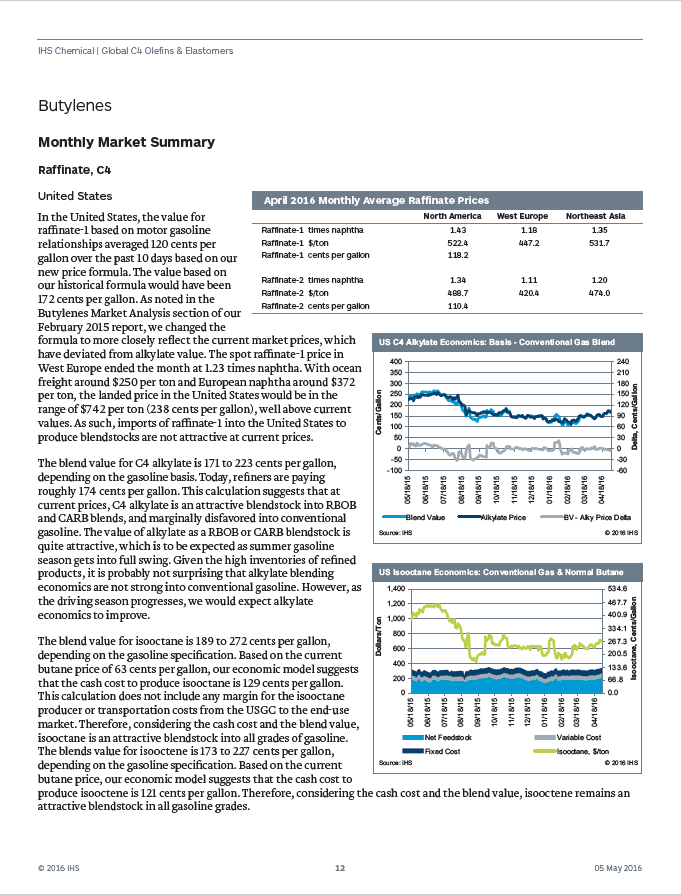 IHS Chemical | Global C4 Olefins & Elastomers
Butylenes
Monthly Market Summary
Raffinate, C4
United States
In the United States, the value for
raffinate-1 based on motor gasoline
relationships averaged 120 cents per
gallon over the past 10 days based on our
new price formula. The value based on
our historical formula would have been
172 cents per gallon. As noted in the
Butylenes Market Analysis section of our
February 2015 report, we changed the
formula to more closely reflect the current market prices, which
have deviated from alkylate value. The spot raffinate-1 price in
West Europe ended the month at 1.23 times naphtha. With ocean
freight around $250 per ton and European naphtha around $372
per ton, the landed price in the United States would be in the
range of $742 per ton (238 cents per gallon), well above current
values. As such, imports of raffinate-1 into the United States to
produce blendstocks are not attractive at current prices.
The blend value for C4 alkylate is 171 to 223 cents per gallon,
depending on the gasoline basis. Today, refiners are paying
roughly 174 cents per gallon. This calculation suggests that at
current prices, C4 alkylate is an attractive blendstock into RBOB
and CARB blends, and marginally disfavored into conventional
gasoline. The value of alkylate as a RBOB or CARB blendstock is
quite attractive, which is to be expected as summer gasoline
season gets into full swing. Given the high inventories of refined
products, it is probably not surprising that alkylate blending
economics are not strong into conventional gasoline. However, as
the driving season progresses, we would expect alkylate
economics to improve.
The blend value for isooctane is 189 to 272 cents per gallon,
depending on the gasoline specification. Based on the current
butane price of 63 cents per gallon, our economic model suggests
that the cash cost to produce isooctane is 129 cents per gallon.
This calculation does not include any margin for the isooctane
producer or transportation costs from the USGC to the end-use
market. Therefore, considering the cash cost and the blend value,
isooctane is an attractive blendstock into all grades of gasoline.
The blends value for isooctene is 173 to 227 cents per gallon,
depending on the gasoline specification. Based on the current
butane price, our economic model suggests that the cash cost to
produce isooctene is 121 cents per gallon. Therefore, considering the cash cost and the blend value, isooctene remains an
attractive blendstock in all gasoline grades.
April 2016 Monthly Average Raffinate Prices
North America West Europe Northeast Asia
Raffinate-1 times naphtha 1.43 1.18 1.35
Raffinate-1 $/ton 522.4 447.2 531.7
Raffinate-1 cents per gallon 118.2
Raffinate-2 times naphtha 1.34 1.11 1.20
Raffinate-2 $/ton 488.7 420.4 474.0
Raffinate-2 cents per gallon 110.4
US C4 Alkylate Economics: Basis - Conventional Gas Blend
Cents/Gallon
400
350
300
250
200
150
100
50
0
-50
-100
240
210
180
150
120
90
60
30
0
-30
-60
Delta, Cents/Gallon
05/18/15 06/18/15 07/18/15 08/18/15 09/18/15 10/18/15 11/18/15 12/18/15 01/18/16 02/18/16 03/18/16 04/18/16
Blend Value Alkylate Price BV - Alky Price Delta
Source: IHS © 2016 IHS
US Isooctane Economics: Conventional Gas & Normal Butane
Dollars/Ton
1,400
1,200
1,000
800
600
400
200
0
534.6
467.7
400.9
334.1
267.3
200.5
133.6
66.8
0.0
Isooctane, Cents/Gallon
05/18/15 06/18/15 07/18/15 08/18/15 09/18/15 10/18/15 11/18/15 12/18/15 01/18/16 02/18/16 03/18/16 04/18/16
Net Feedstock Variable Cost
Fixed Cost Isooctane, $/ton
Source: IHS © 2016 IHS
© 2016 IHS 12 05 May 2016